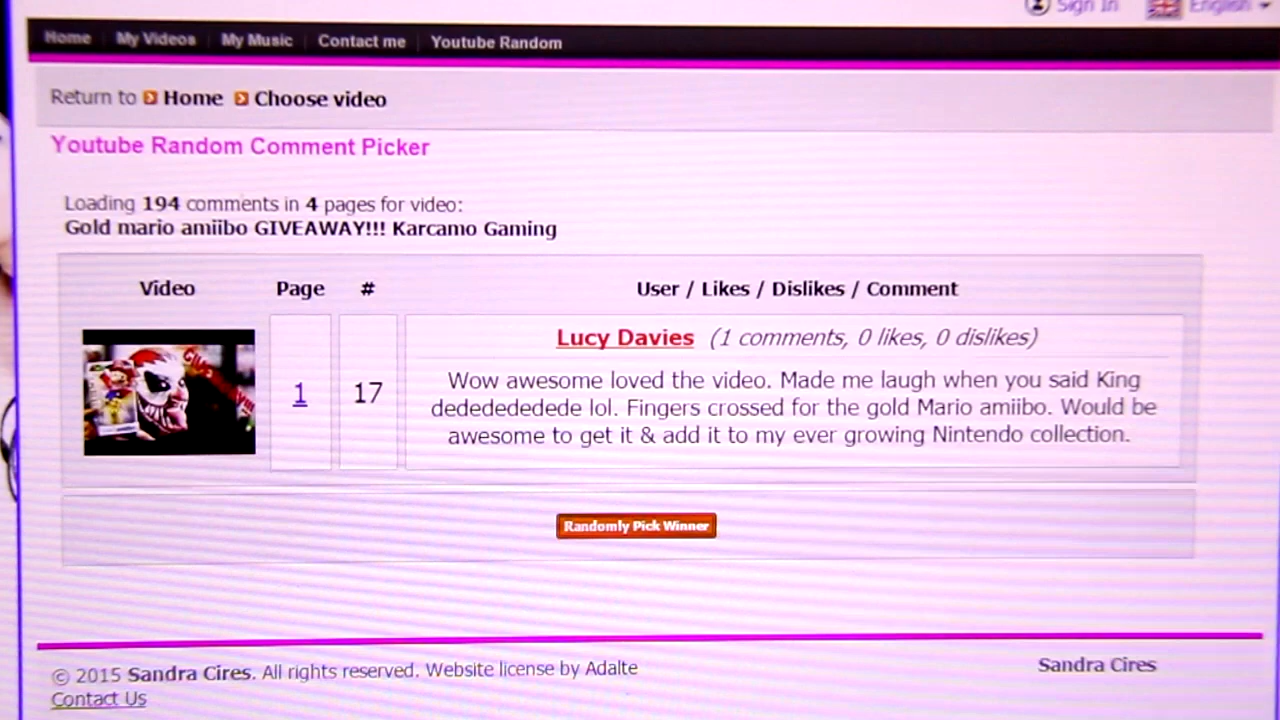 Sign In English
Home My Videos My Music Contact me Youtube Random
Return to Home Choose video
Youtube Random Comment Picker
Loading 194 comments in 4 pages for video:
Gold mario amiibo GIVEAWAY!!! Karcamo Gaming
Video Page # User / Likes / Dislikes / Comment
Lucy Davies (1 comments, 0 likes, 0 dislikes)
1 17
Wow awesome loved the video. Made me laugh when you said King
dededededede lol. Fingers crossed for the gold Mario amiibo. Would be
awesome to get it & add it to my ever growing Nintendo collection.
Randomly Pick Winner
© 2015 Sandra Cires. All rights reserved. Website license by Adalte
Sandra Cires
Contact Us